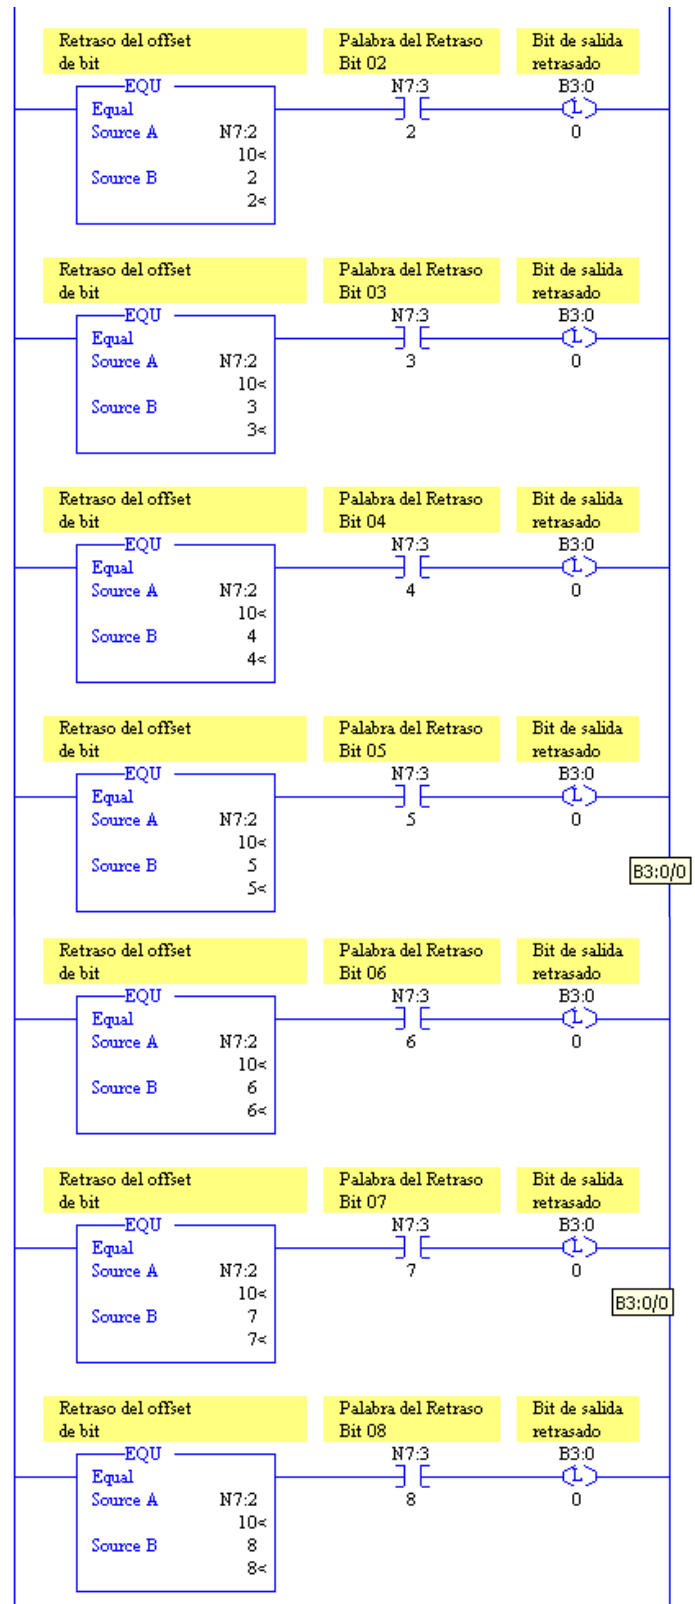 Retraso del offset
de bit
Palabra del Retraso
Bit 02
Bit de salida
retrasado
EQU
Equal
Source A N7:2
10<
Source B 2
2<
N7:3
2
B3:0
L
0
Retraso del offset
de bit
Palabra del Retraso
Bit 03
Bit de salida
retrasado
EQU
Equal
Source A N7:2
10<
Source B 3
3<
N7:3
3
B3:0
L
0
Retraso del offset
de bit
Palabra del Retraso
Bit 04
Bit de salida
retrasado
EQU
Equal
Source A N7:2
10<
Source B 4
4<
N7:3
4
B3:0
L
0
Retraso del offset
de bit
Palabra del Retraso
Bit 05
Bit de salida
retrasado
EQU
Equal
Source A N7:2
10<
Source B 5
5<
N7:3
5
B3:0
L
0
B3:0/0
Retraso del offset
de bit
Palabra del Retraso
Bit 06
Bit de salida
retrasado
EQU
Equal
Source A N7:2
10<
Source B 6
6<
N7:3
6
B3:0
L
0
Retraso del offset
de bit
Palabra del Retraso
Bit 07
Bit de salida
retrasado
EQU
Equal
Source A N7:2
10<
Source B 7
7<
N7:3
7
B3:0
L
0
B3:0/0
Retraso del offset
de bit
Palabra del Retraso
Bit 08
Bit de salida
retrasado
EQU
Equal
Source A N7:2
10<
Source B 8
8<
N7:3
8
B3:0
L
0